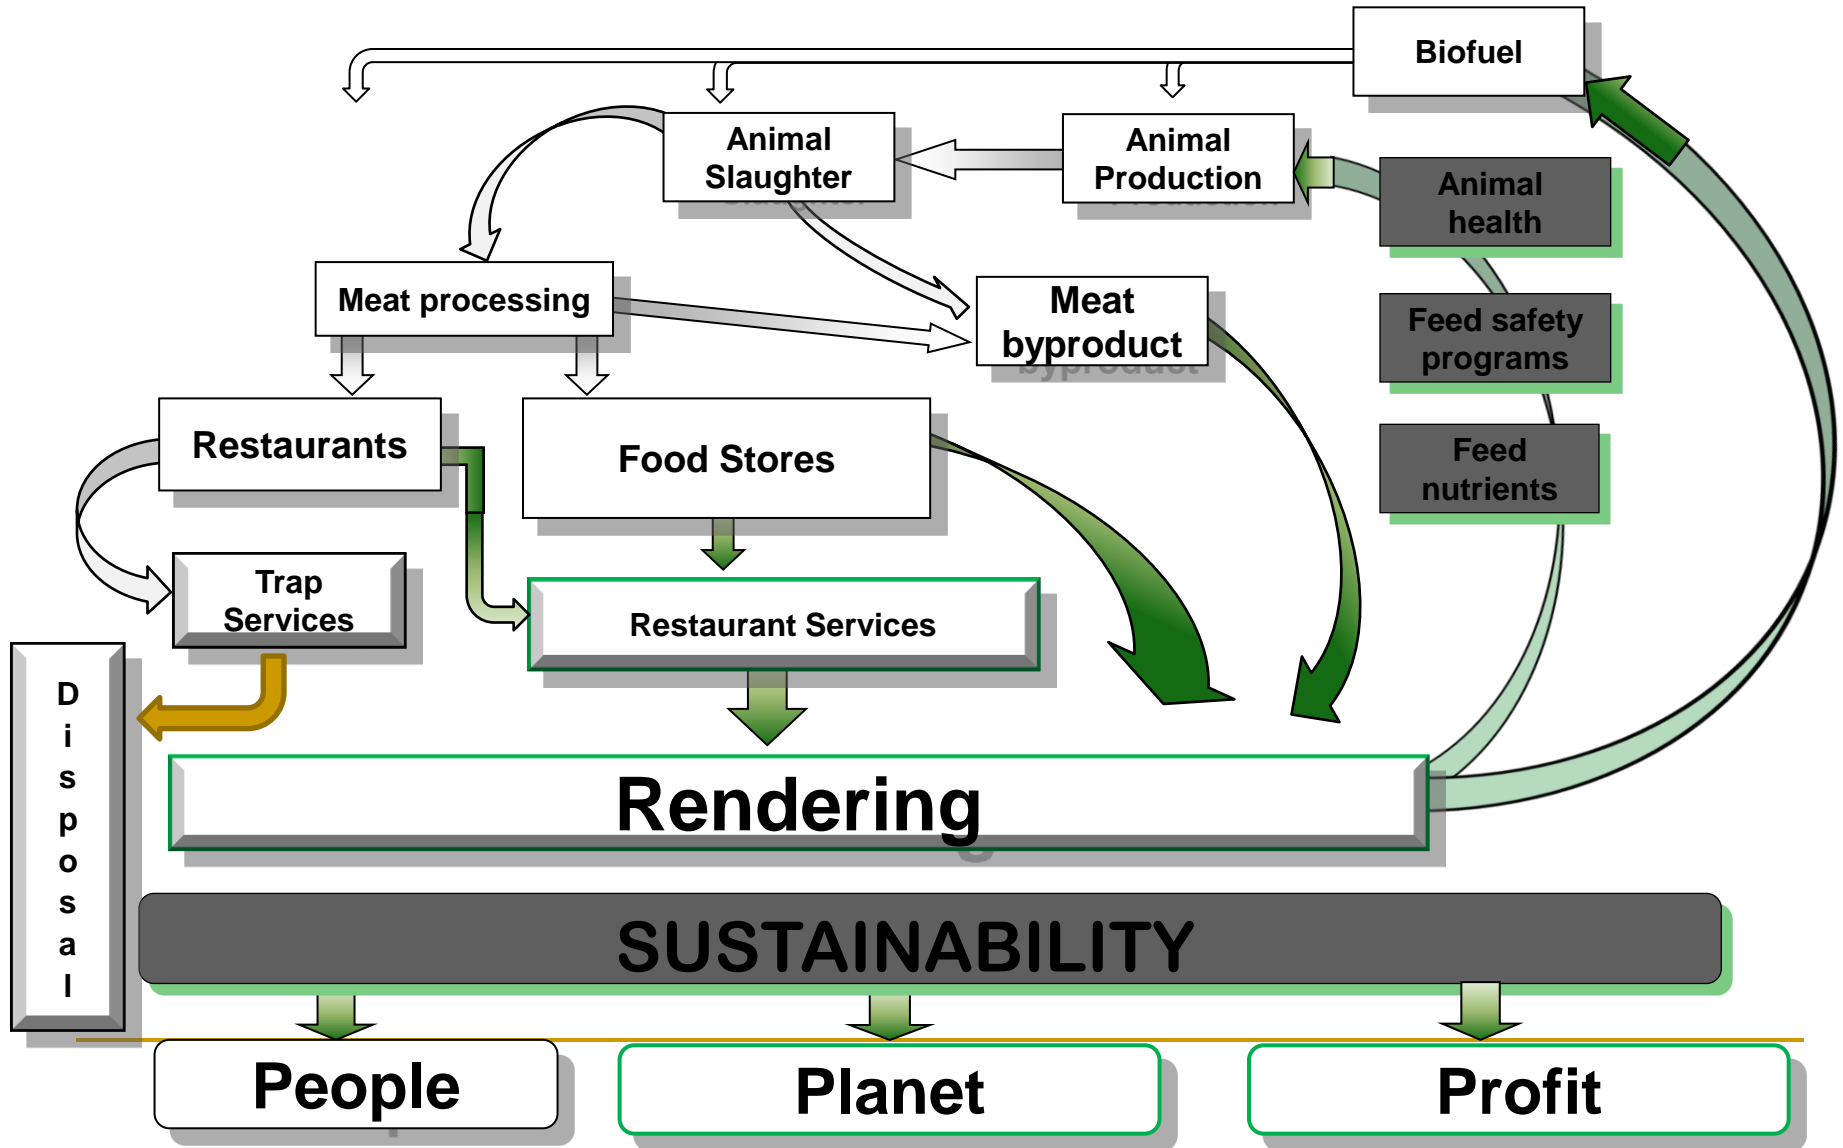 Biofuel
Animal
Slaughter
Animal
Production
Animal
health
Meat processing
Meat
byproduct
Feed safety
programs
Restaurants
Food Stores
Feed
nutrients
Trap
Services
Restaurant Services
D
i
s
p
o
s
a
l
Rendering
SUSTAINABILITY
People
Planet
Profit